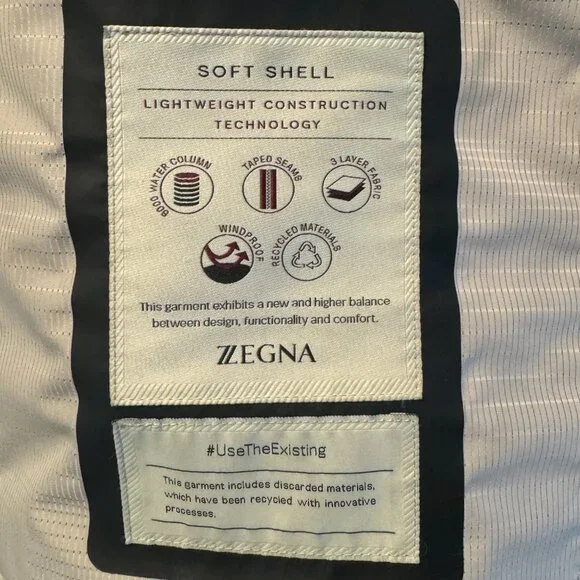 SOFT SHELL
LIGHTWEIGHT CONSTRUCTION
TECHNOLOGY
8000 WATER COLUMN
TAPED SEAMS
3 LAYER FABRIC
WINDPROOF
RECYCLED MATERIALS
This garment exhibits a new and higher balance
between design, functionality and comfort.
ZZEGNA
#UseTheExisting
This garment includes discarded materials,
which have been recycled with innovative
processes.